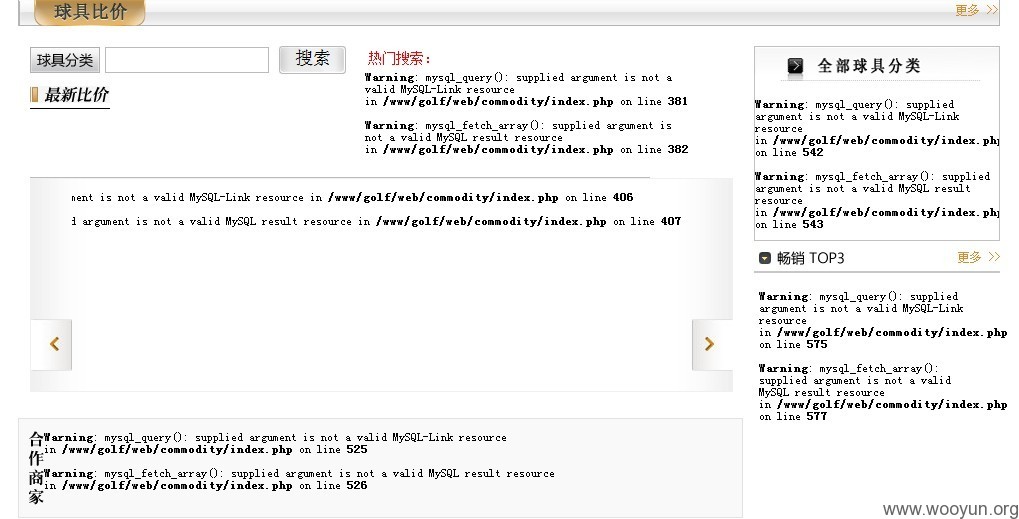 球具比价
更多 >>
球具分类
搜索
热门搜索：
Warning: mysql_query(): supplied argument is not a
valid MySQL-Link resource
in /www/golf/web/commodity/index.php on line 381
Warning: mysql_fetch_array(): supplied argument is
not a valid MySQL result resource
in /www/golf/web/commodity/index.php on line 382
最新比价
ment is not a valid MySQL-Link resource in /www/golf/web/commodity/index.php on line 406
d argument is not a valid MySQL result resource in /www/golf/web/commodity/index.php on line 407
全部球具分类
Warning: mysql_query(): supplied
argument is not a valid MySQL-Link
resource
in /www/golf/web/commodity/index.php
on line 542
Warning: mysql_fetch_array(): supplied
argument is not a valid MySQL result
resource
in /www/golf/web/commodity/index.php
on line 543
畅销 TOP3
更多 >>
Warning: mysql_query(): supplied
argument is not a valid MySQL-Link
resource
in /www/golf/web/commodity/index.php
on line 575
Warning: mysql_fetch_array():
supplied argument is not a valid
MySQL result resource
in /www/golf/web/commodity/index.php
on line 577
合作商家
Warning: mysql_query(): supplied argument is not a valid MySQL-Link resource
in /www/golf/web/commodity/index.php on line 525
Warning: mysql_fetch_array(): supplied argument is not a valid MySQL result resource
in /www/golf/web/commodity/index.php on line 526
www.wooyun.org